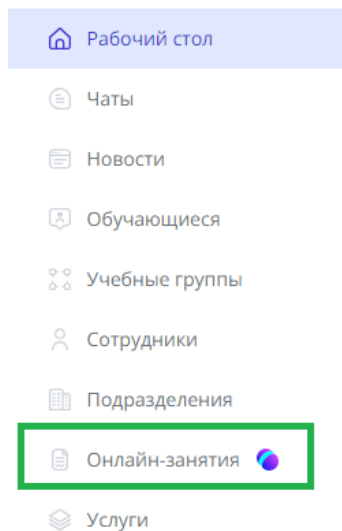 Рабочий стол
Чаты
Новости
Обучающиеся
Учебные группы
Сотрудники
Подразделения
Онлайн-занятия
Услуги